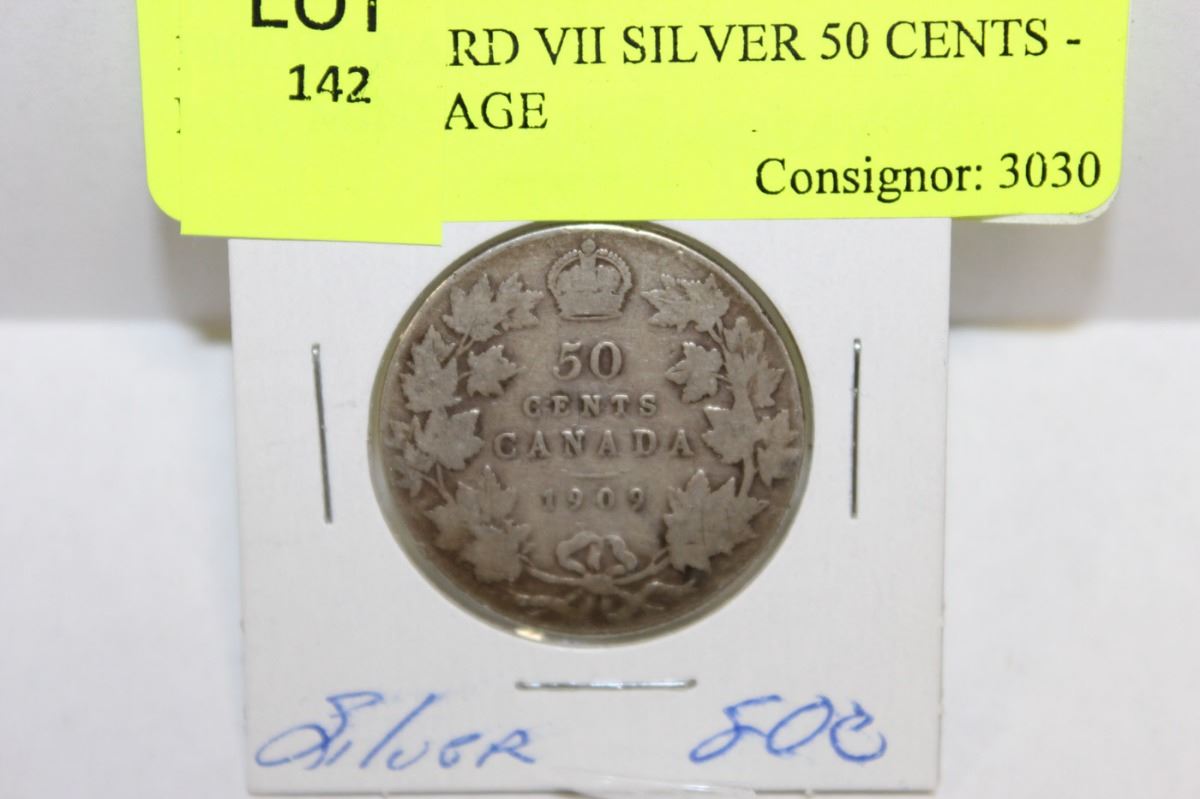 LOT
142
RD VII SILVER 50 CENTS -
AGE
Consignor: 3030
50
CENTS
CANADA
1909
Silver 50¢